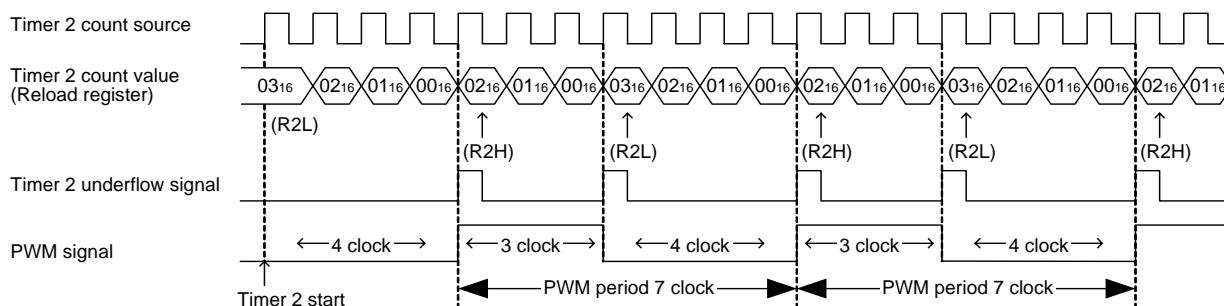 Timer 2 count source
Timer 2 count value
(Reload register)
03₁₆ 02₁₆ 01₁₆ 00₁₆ 02₁₆ 01₁₆ 00₁₆ 03₁₆ 02₁₆ 01₁₆ 00₁₆ 02₁₆ 01₁₆ 00₁₆ 03₁₆ 02₁₆ 01₁₆ 00₁₆ 02₁₆ 01₁₆
(R2L)
(R2H) (R2L) (R2H) (R2L) (R2H)
Timer 2 underflow signal
PWM signal
4 clock 3 clock 4 clock 3 clock 4 clock
PWM period 7 clock PWM period 7 clock
Timer 2 start